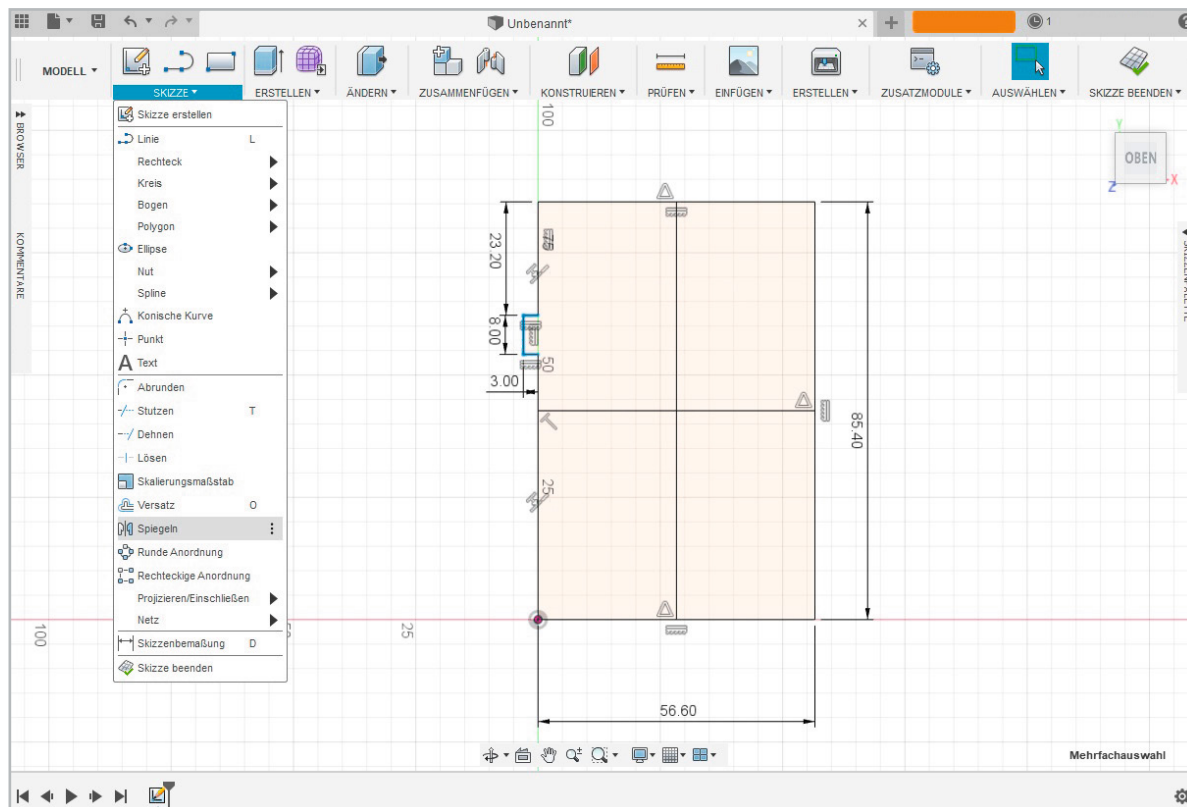 Unbenannt*
1
MODELL
SKIZZE
ERSTELLEN
ÄNDERN
ZUSAMMENFÜGEN
KONSTRUIEREN
PRÜFEN
EINFÜGEN
ERSTELLEN
ZUSATZMODULE
AUSWÄHLEN
SKIZZE BEENDEN
BROWSER
KOMMENTARE
Skizze erstellen
Linie L
Rechteck
Kreis
Bogen
Polygon
Ellipse
Nut
Spline
Konische Kurve
Punkt
Text
Abrunden
Stutzen T
Dehnen
Lösen
Skalierungsmaßstab
Versatz O
Spiegeln
Runde Anordnung
Rechteckige Anordnung
Projizieren/Einschließen
Netz
Skizzenbemaßung D
Skizze beenden
100
75
50
25
23.20
8.00
3.00
85.40
56.60
100
25
Y
OBEN
Z
X
Mehrfachauswahl